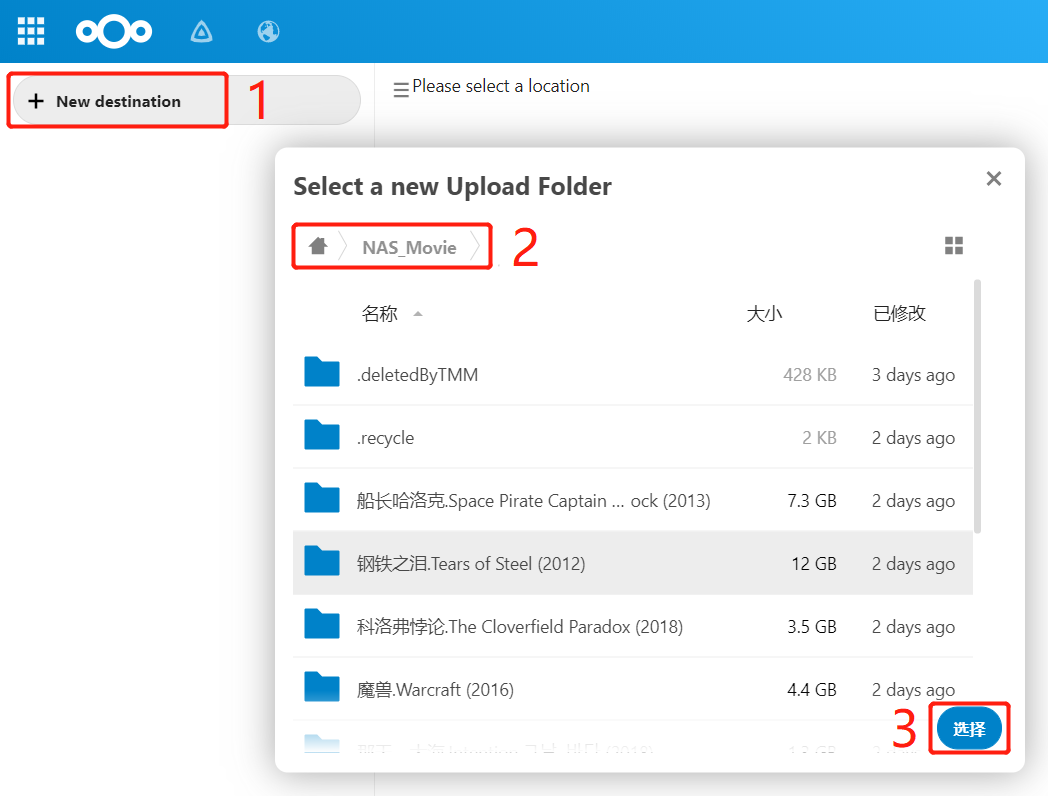 New destination
1
Please select a location
Select a new Upload Folder
NAS_Movie
2
名称 大小 已修改
.deletedByTMM 428 KB 3 days ago
.recycle 2 KB 2 days ago
船长哈洛克.Space Pirate Captain ... ock (2013) 7.3 GB 2 days ago
钢铁之泪.Tears of Steel (2012) 12 GB 2 days ago
科洛弗悖论.The Cloverfield Paradox (2018) 3.5 GB 2 days ago
魔兽.Warcraft (2016) 4.4 GB 2 days ago
3
选择